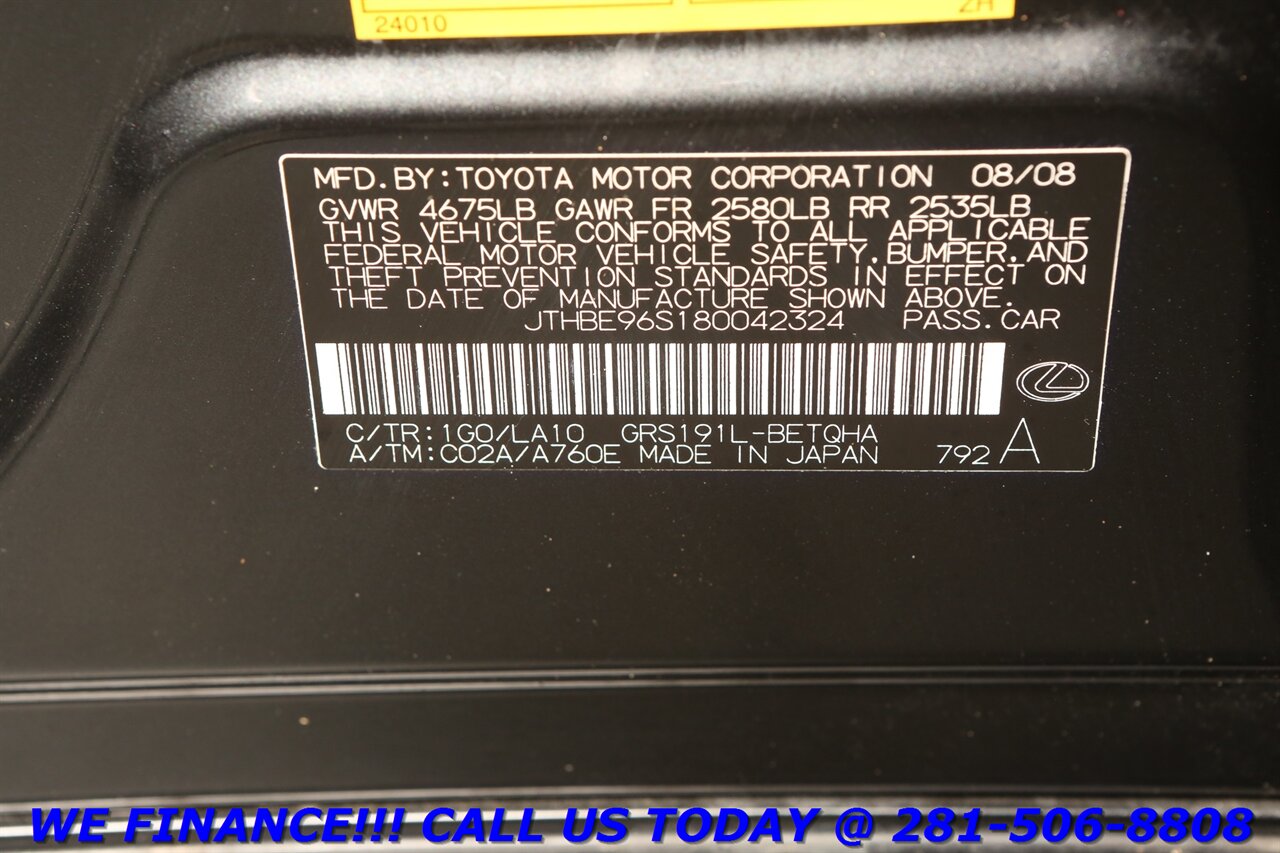 24010 ZH
MFD.BY:TOYOTA MOTOR CORPORATION 08/08
GVWR 4675LB GAWR FR 2580LB RR 2535LB
THIS VEHICLE CONFORMS TO ALL APPLICABLE
FEDERAL MOTOR VEHICLE SAFETY,BUMPER,AND
THEFT PREVENTION STANDARDS IN EFFECT ON
THE DATE OF MANUFACTURE SHOWN ABOVE.
JTHBE96S180042324 PASS.CAR
C/TR:1G0/LA10 GRS191L-BETQHA
A/TM:C02A/A760E MADE IN JAPAN 792 A
WE FINANCE!!! CALL US TODAY @ 281-506-8808